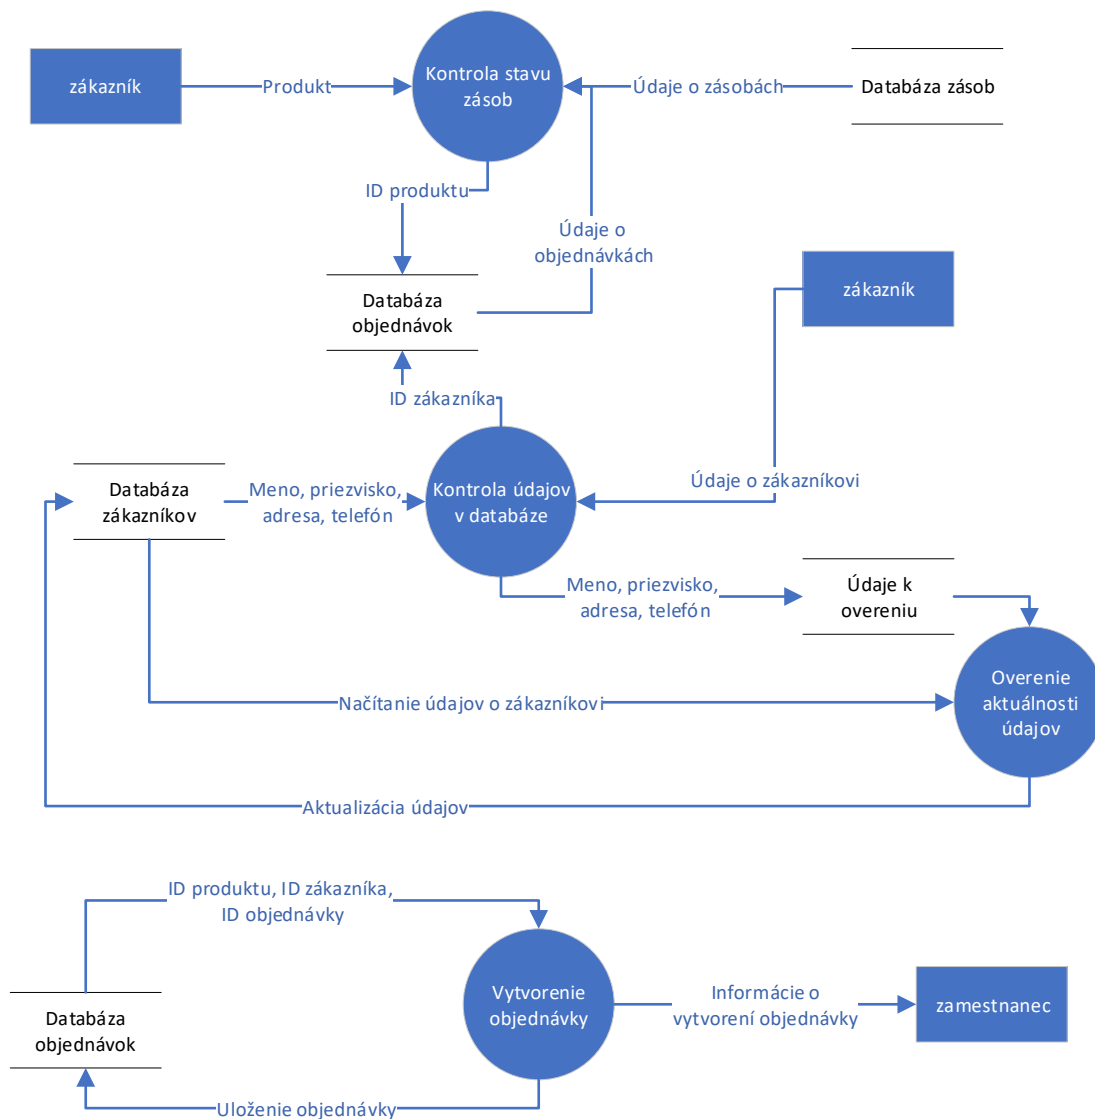 zákazník
Produkt
Kontrola stavu
zásob
Údaje o zásobách
Databáza zásob
ID produktu
Údaje o
objednávkách
zákazník
Databáza
objednávok
ID zákazníka
Údaje o zákazníkovi
Databáza
zákazníkov
Meno, priezvisko,
adresa, telefón
Kontrola údajov
v databáze
Meno, priezvisko,
adresa, telefón
Údaje k
overeniu
Overenie
aktuálnosti
údajov
Načítanie údajov o zákazníkovi
Aktualizácia údajov
ID produktu, ID zákazníka,
ID objednávky
Databáza
objednávok
Vytvorenie
objednávky
Informácie o
vytvorení objednávky
zamestnanec
Uloženie objednávky